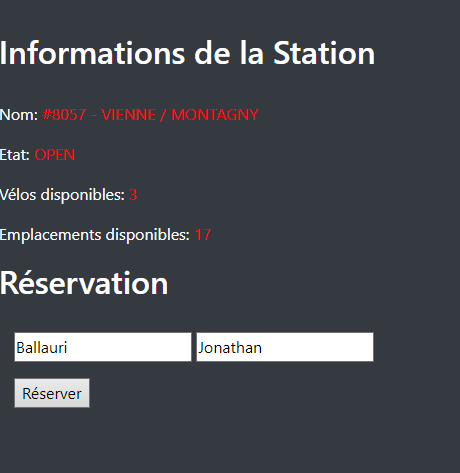 Informations de la Station
Nom: #8057 - VIENNE / MONTAGNY
Etat: OPEN
Vélos disponibles: 3
Emplacements disponibles: 17
Réservation
Ballauri Jonathan
Réserver